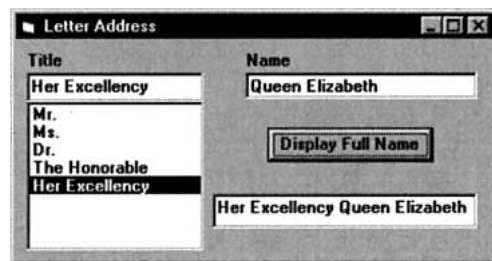 Letter Address
Title
Name
Her Excellency
Queen Elizabeth
Mr.
Ms.
Dr.
The Honorable
Her Excellency
Display Full Name
Her Excellency Queen Elizabeth